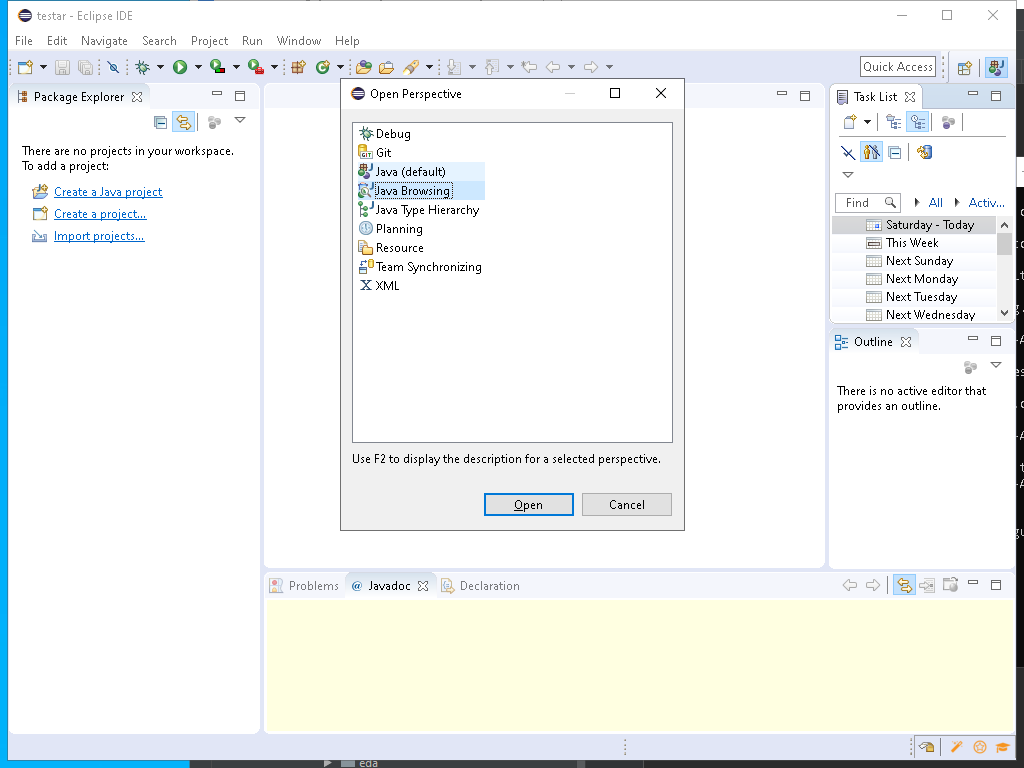 testar - Eclipse IDE
File Edit Navigate Search Project Run Window Help
Quick Access
Package Explorer
There are no projects in your workspace.
To add a project:
Create a Java project
Create a project...
Import projects...
Open Perspective
Debug
GIT
Git
Java (default)
Java Browsing
Java Type Hierarchy
Planning
Resource
Team Synchronizing
XML
Use F2 to display the description for a selected perspective.
Open Cancel
Task List
Find All Activ...
Saturday - Today
This Week
Next Sunday
Next Monday
Next Tuesday
Next Wednesday
Outline
There is no active editor that
provides an outline.
Problems @ Javadoc Declaration
eda